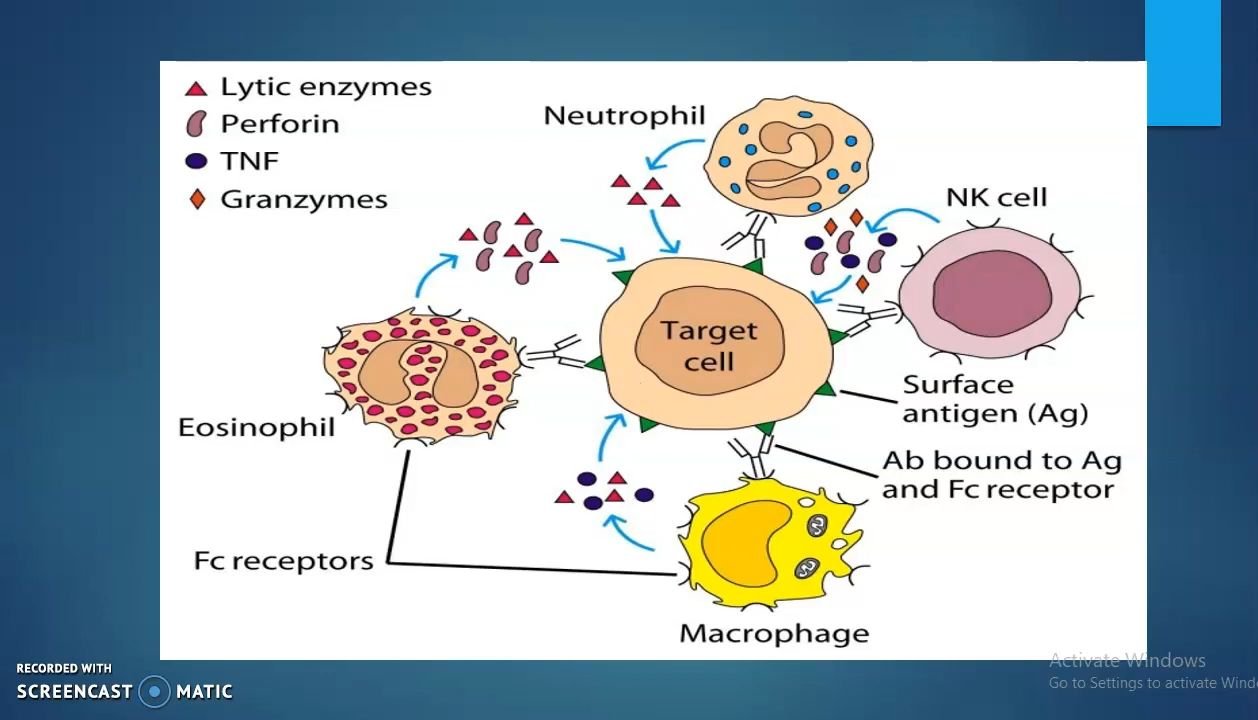 Lytic enzymes
Perforin
TNF
Granzymes
Neutrophil
NK cell
Target
cell
Surface
antigen (Ag)
Eosinophil
Ab bound to Ag
and Fc receptor
Fc receptors
Macrophage
RECORDED WITH
SCREENCAST MATIC
Activate Windows
Go to Settings to activate Wind